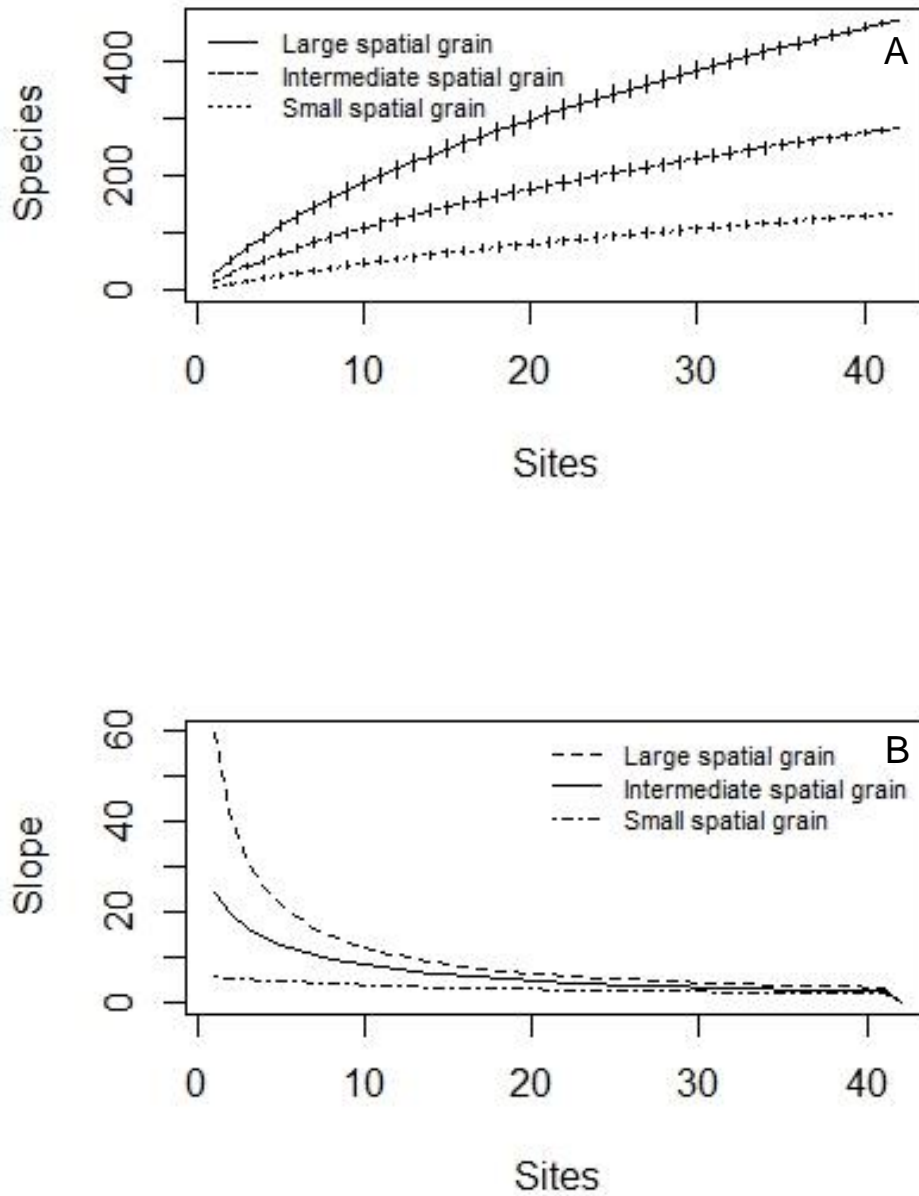 A
Large spatial grain
Intermediate spatial grain
Small spatial grain
Species
400
200
0
0 10 20 30 40
Sites
B
Large spatial grain
Intermediate spatial grain
Small spatial grain
Slope
60
40
20
0
0 10 20 30 40
Sites